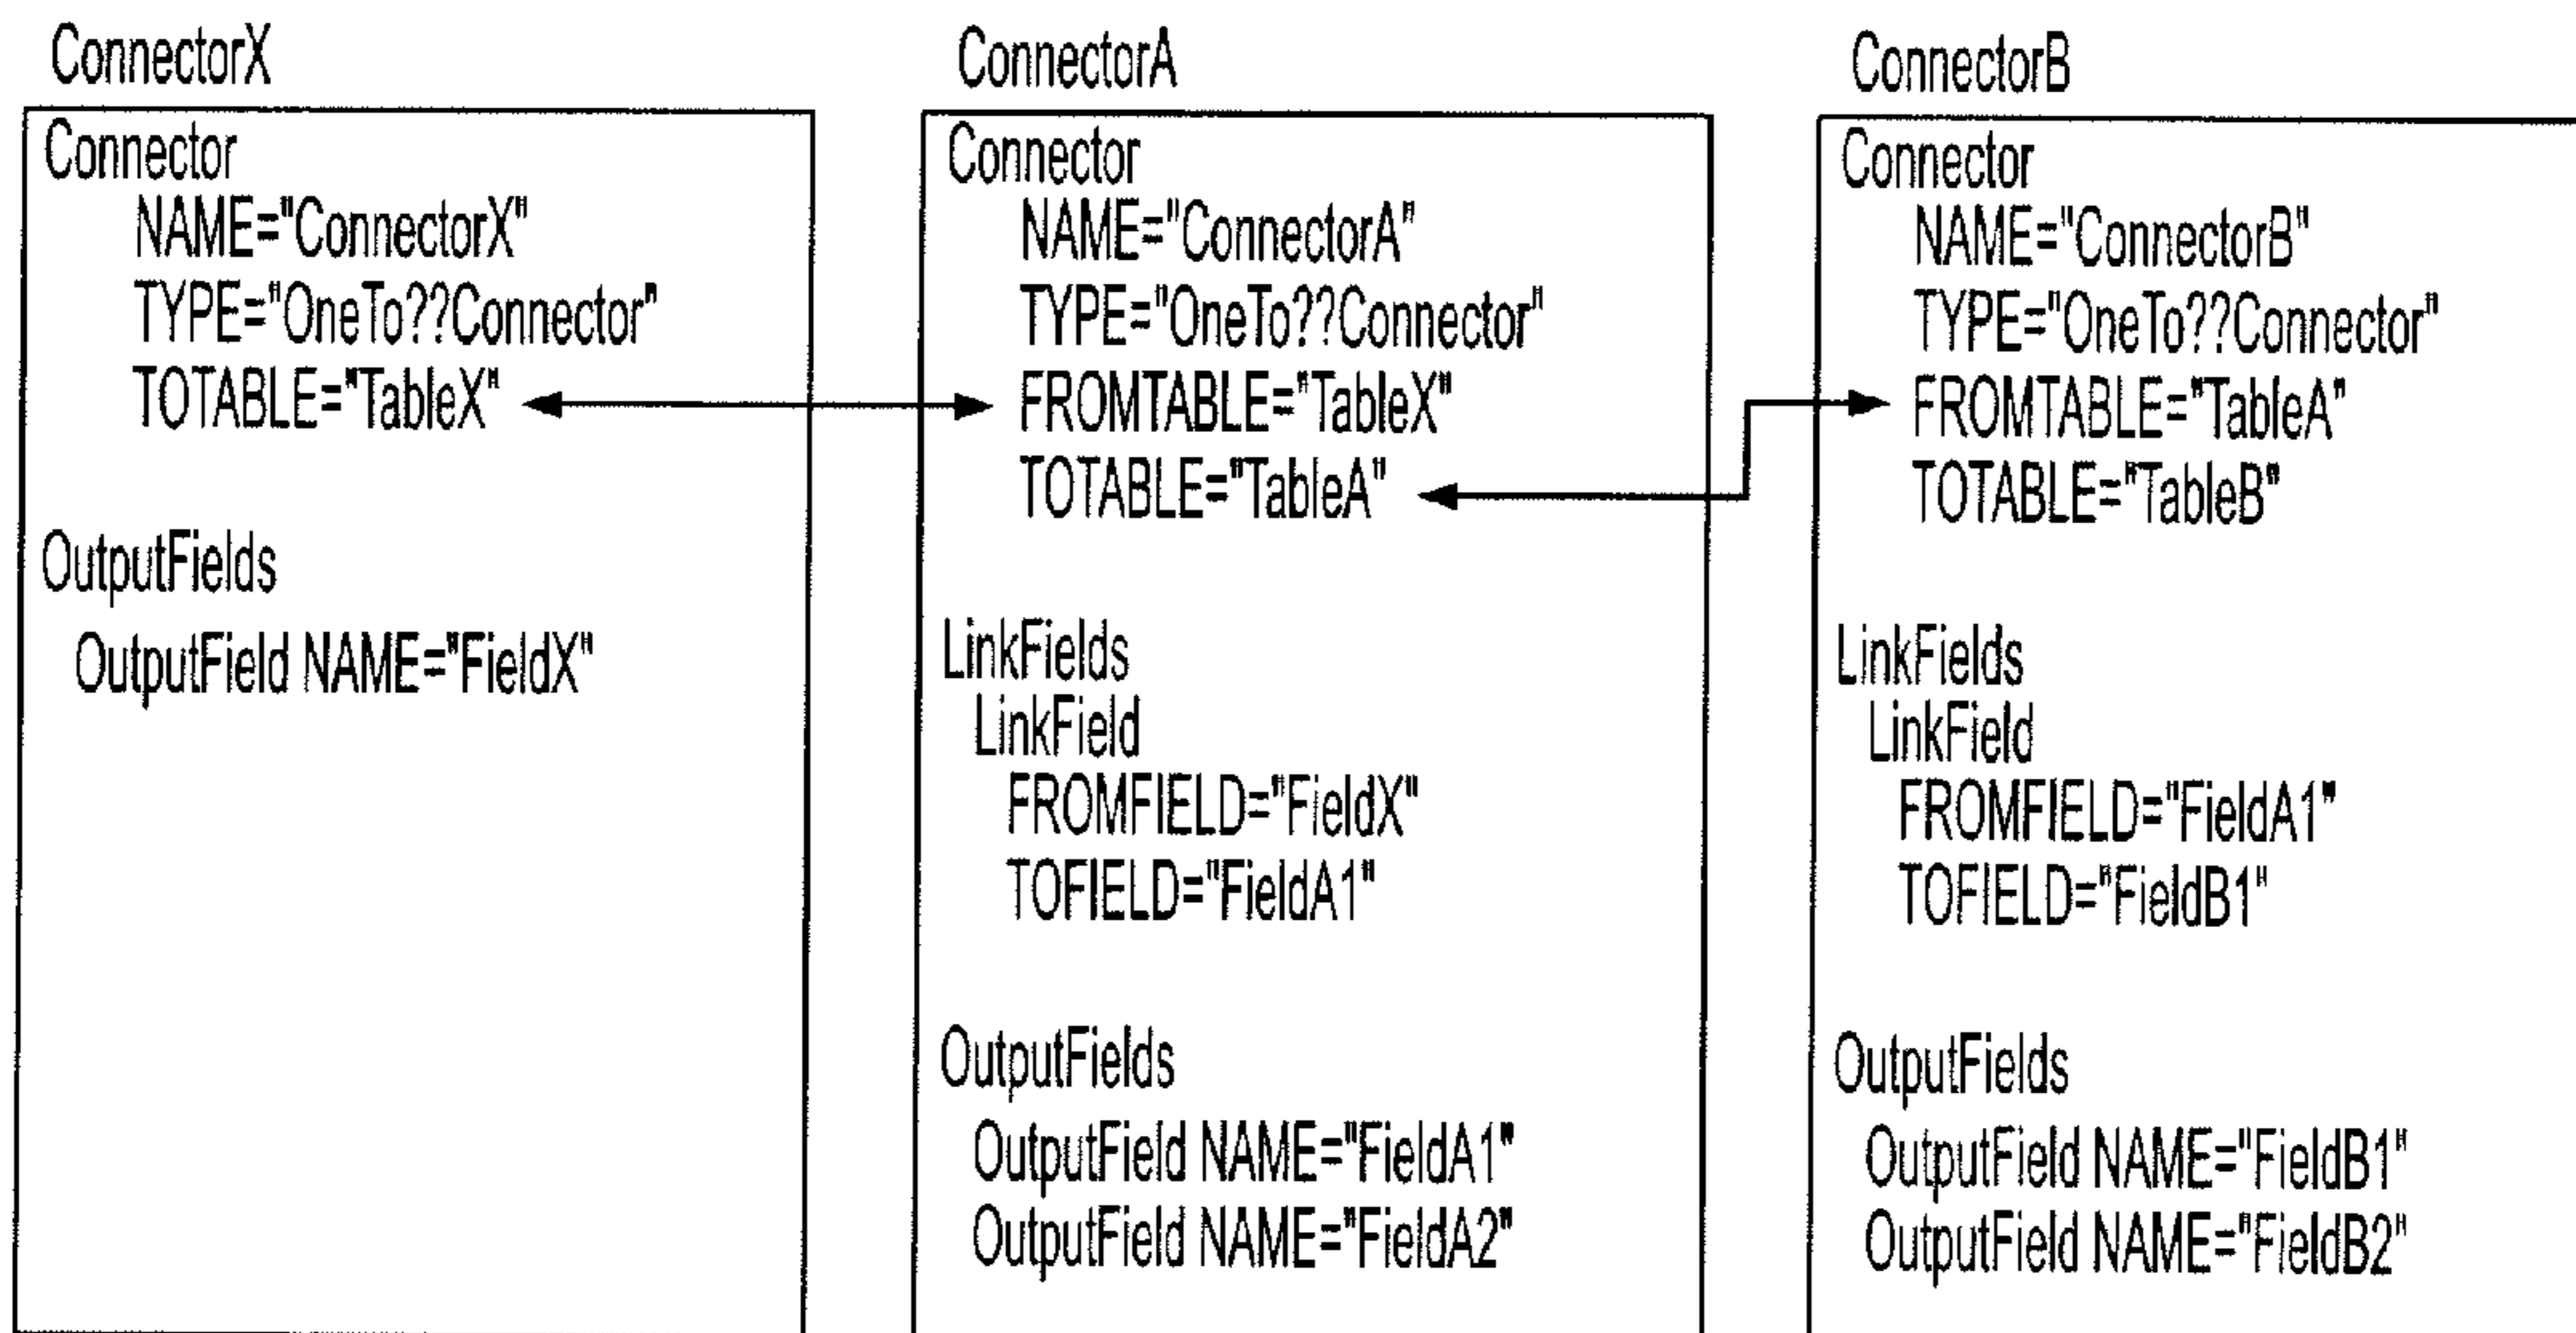 ConnectorX
Connector
NAME="ConnectorX"
TYPE="OneTo??Connector"
TOTABLE="TableX"
OutputFields
OutputField NAME="FieldX"
ConnectorA
Connector
NAME="ConnectorA"
TYPE="OneTo??Connector"
FROMTABLE="TableX"
TOTABLE="TableA"
LinkFields
LinkField
FROMFIELD="FieldX"
TOFIELD="FieldA1"
OutputFields
OutputField NAME="FieldA1"
OutputField NAME="FieldA2"
ConnectorB
Connector
NAME="ConnectorB"
TYPE="OneTo??Connector"
FROMTABLE="TableA"
TOTABLE="TableB"
LinkFields
LinkField
FROMFIELD="FieldA1"
TOFIELD="FieldB1"
OutputFields
OutputField NAME="FieldB1"
OutputField NAME="FieldB2"